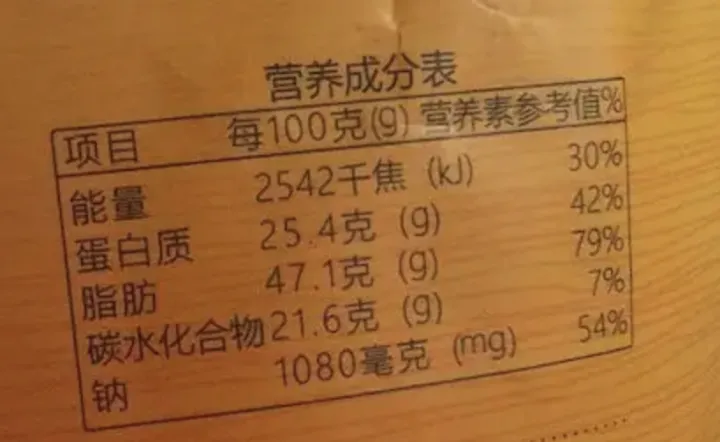 营养成分表
项目 每100克(g) 营养素参考值%
能量 2542千焦 (kJ) 30%
蛋白质 25.4克 (g) 42%
脂肪 47.1克 (g) 79%
碳水化合物 21.6克 (g) 7%
钠 1080毫克 (mg) 54%